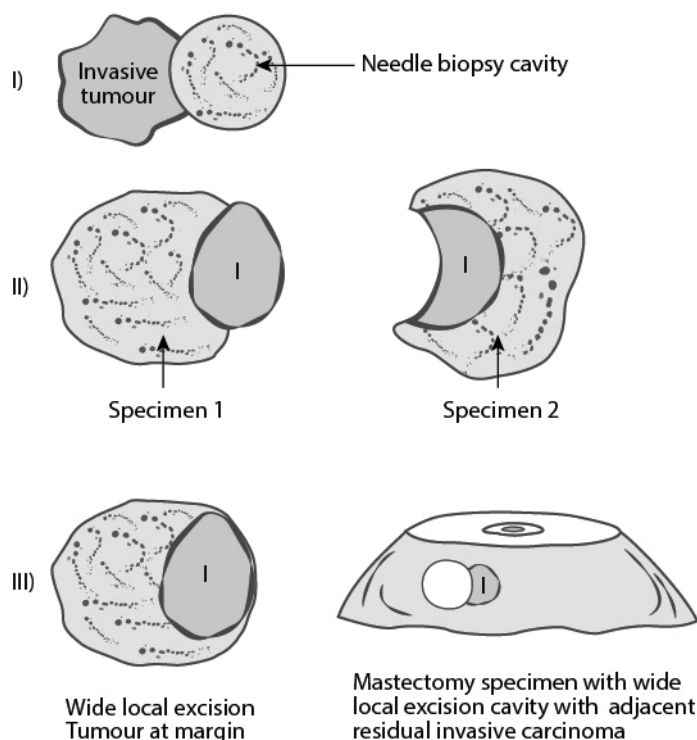 I)
Invasive
tumour
Needle biopsy cavity
II)
I
I
Specimen 1
Specimen 2
III)
I
I
Wide local excision
Tumour at margin
Mastectomy specimen with wide
local excision cavity with adjacent
residual invasive carcinoma